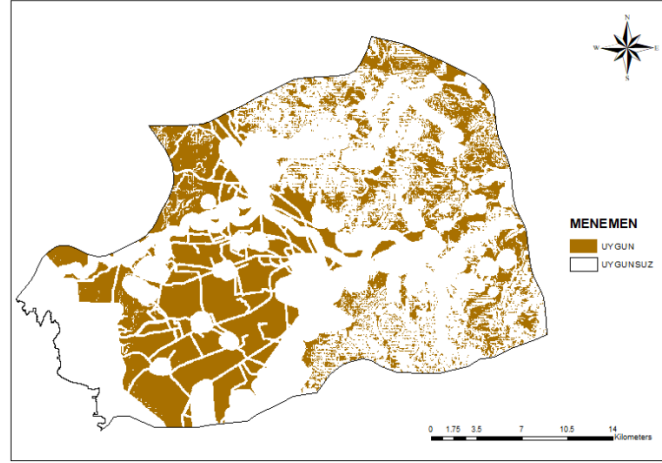 N
W E
S
MENEMEN
UYGUN
UYGUNSUZ
0 1.75 3.5 7 10.5 14
Kilometers